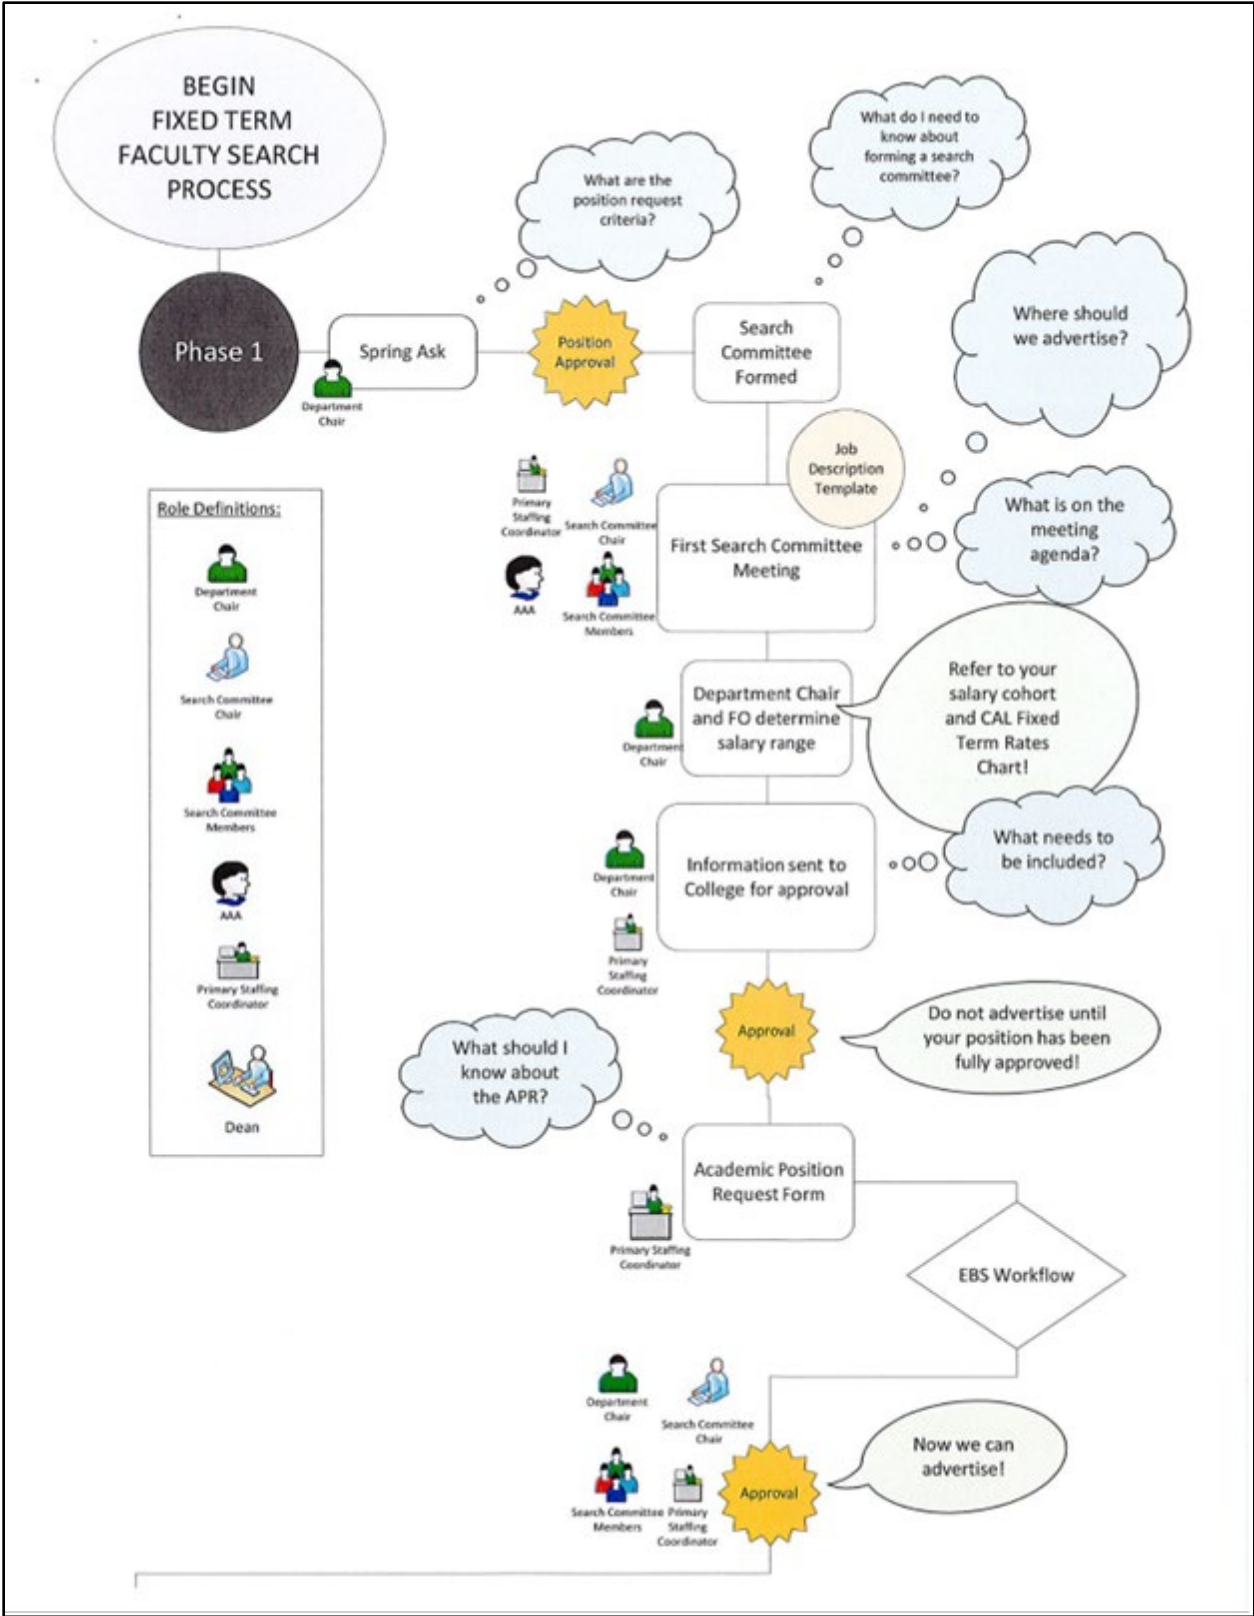 BEGIN
FIXED TERM
FACULTY SEARCH
PROCESS
What are the
position request
criteria?
What do I need to
know about
forming a search
committee?
Phase 1
Spring Ask
Department
Chair
Position
Approval
Search
Committee
Formed
Where should
we advertise?
Job
Description
Template
Primary
Staffing
Coordinator
Search Committee
Chair
AAA
Search Committee
Members
First Search Committee
Meeting
What is on the
meeting
agenda?
Role Definitions:
Department
Chair
Search Committee
Chair
Search Committee
Members
AAA
Primary Staffing
Coordinator
Dean
Department
Chair
Department Chair
and FO determine
salary range
Refer to your
salary cohort
and CAL Fixed
Term Rates
Chart!
Department
Chair
Primary
Staffing
Coordinator
Information sent to
College for approval
What needs to
be included?
Approval
Do not advertise until
your position has been
fully approved!
What should I
know about
the APR?
Primary Staffing
Coordinator
Academic Position
Request Form
EBS Workflow
Department
Chair
Search Committee
Chair
Search Committee
Members
Primary
Staffing
Coordinator
Approval
Now we can
advertise!